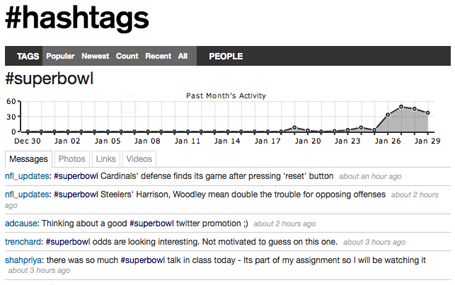 #hashtags
TAGS Popular Newest Count Recent All PEOPLE
#superbowl
Past Month's Activity
60
30
0
Dec 30 Jan 02 Jan 05 Jan 08 Jan 11 Jan 14 Jan 17 Jan 20 Jan 23 Jan 26 Jan 29
Messages Photos Links Videos
nfl_updates: #superbowl Cardinals' defense finds its game after pressing 'reset' button about an hour ago
nfl_updates: #superbowl Steelers' Harrison, Woodley mean double the trouble for opposing offenses about 2 hours
ago
adcause: Thinking about a good #superbowl twitter promotion ;) about 2 hours ago
trenchard: #superbowl odds are looking interesting. Not motivated to guess on this one. about 3 hours ago
shahpriya: there was so much #superbowl talk in class today - Its part of my assignment so I will be watching it
about 3 hours ago